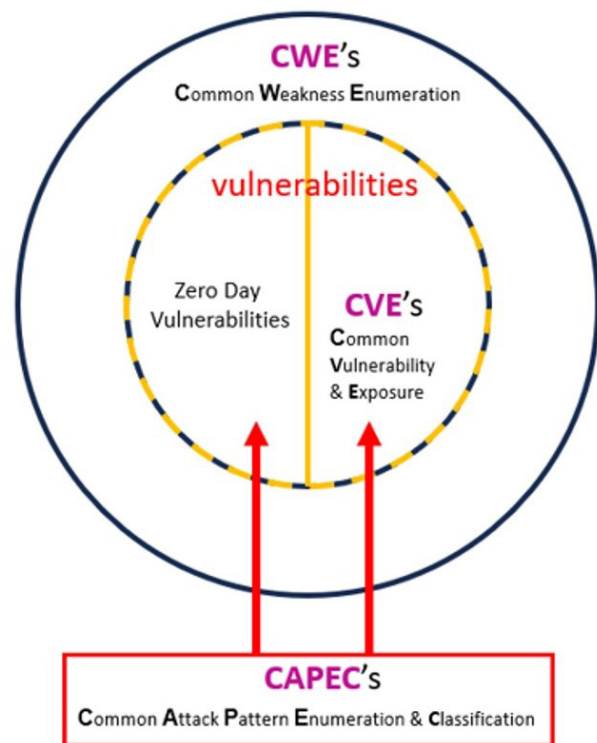 CWE's
Common Weakness Enumeration
vulnerabilities
Zero Day
Vulnerabilities
CVE's
Common
Vulnerability
& Exposure
CAPEC's
Common Attack Pattern Enumeration & Classification